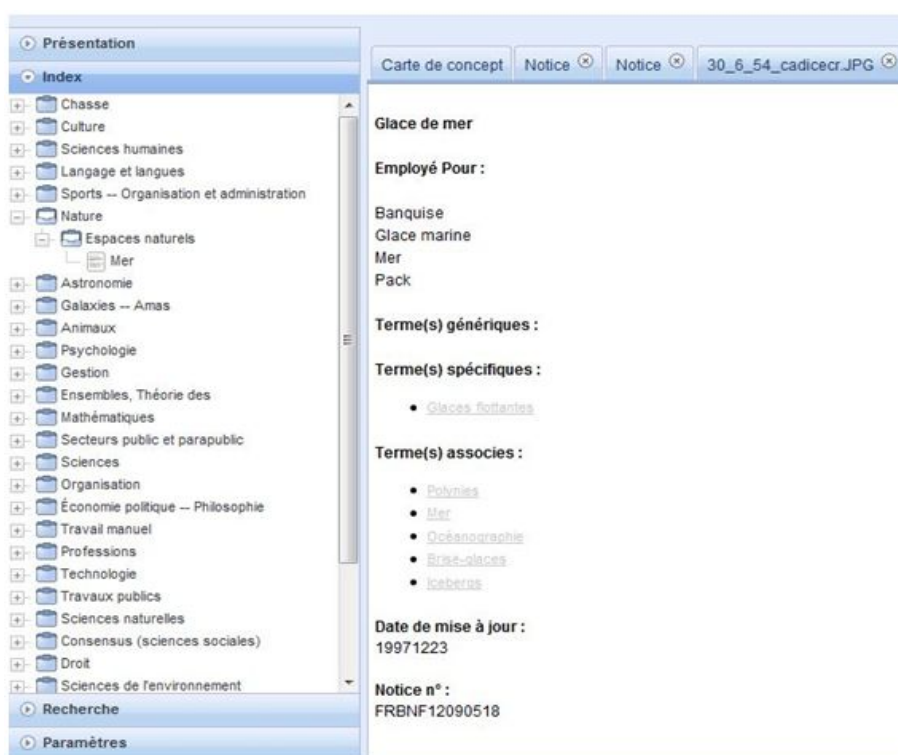 Présentation
Index
Chasse
Culture
Sciences humaines
Langage et langues
Sports -- Organisation et administration
Nature
Espaces naturels
Mer
Astronomie
Galaxies -- Amas
Animaux
Psychologie
Gestion
Ensembles, Théorie des
Mathématiques
Secteurs public et parapublic
Sciences
Organisation
Économie politique -- Philosophie
Travail manuel
Professions
Technologie
Travaux publics
Sciences naturelles
Consensus (sciences sociales)
Droit
Sciences de l'environnement
Recherche
Paramètres
Carte de concept Notice Notice 30_6_54_cadicecr.JPG
Glace de mer
Employé Pour :
Banquise
Glace marine
Mer
Pack
Terme(s) génériques :
Terme(s) spécifiques :
Glaces flottantes
Terme(s) associes :
Polynies
Mer
Océanographie
Brise-glaces
Icebergs
Date de mise à jour :
19971223
Notice n° :
FRBNF12090518